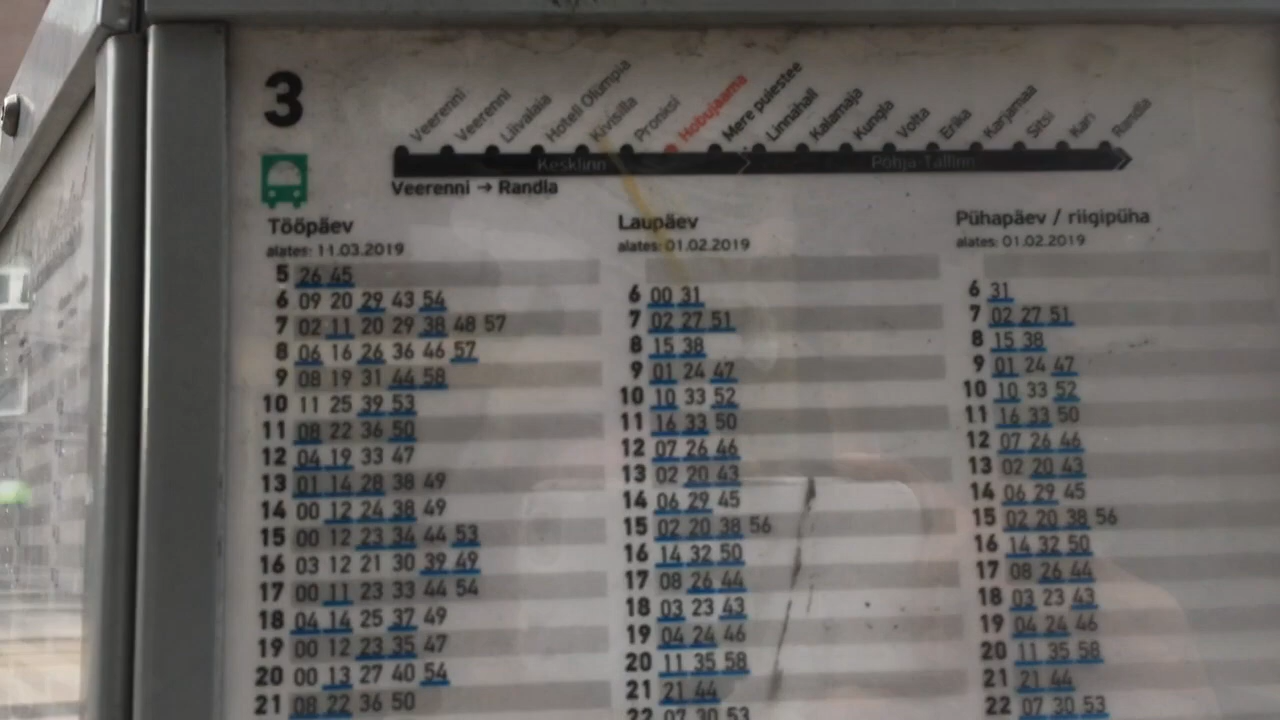 3
Veerenni Veerenni Liivalaia Hotell Olümpia Kivisilla Pronksi Hobujaama Mere puiestee Linnahall Kalamaja Kungla Volta Erika Karjamaa Sitsi Kari Randla
Kesklinn Põhja-Tallinn
Veerenni → Randla
Tööpäev
alates: 11.03.2019
5 26 45
6 09 20 29 43 54
7 02 11 20 29 38 48 57
8 06 16 26 36 46 57
9 08 19 31 44 58
10 11 25 39 53
11 08 22 36 50
12 04 19 33 47
13 01 14 28 38 49
14 00 12 24 38 49
15 00 12 23 34 44 53
16 03 12 21 30 39 49
17 00 11 23 33 44 54
18 04 14 25 37 49
19 00 12 23 35 47
20 00 13 27 40 54
21 08 22 36 50
Laupäev
alates: 01.02.2019
6 00 31
7 02 27 51
8 15 38
9 01 24 47
10 10 33 52
11 16 33 50
12 07 26 46
13 02 20 43
14 06 29 45
15 02 20 38 56
16 14 32 50
17 08 26 44
18 03 23 43
19 04 24 46
20 11 35 58
21 21 44
22 07 30 53
Pühapäev / riigipüha
alates: 01.02.2019
6 31
7 02 27 51
8 15 38
9 01 24 47
10 10 33 52
11 16 33 50
12 07 26 46
13 02 20 43
14 06 29 45
15 02 20 38 56
16 14 32 50
17 08 26 44
18 03 23 43
19 04 24 46
20 11 35 58
21 21 44
22 07 30 53